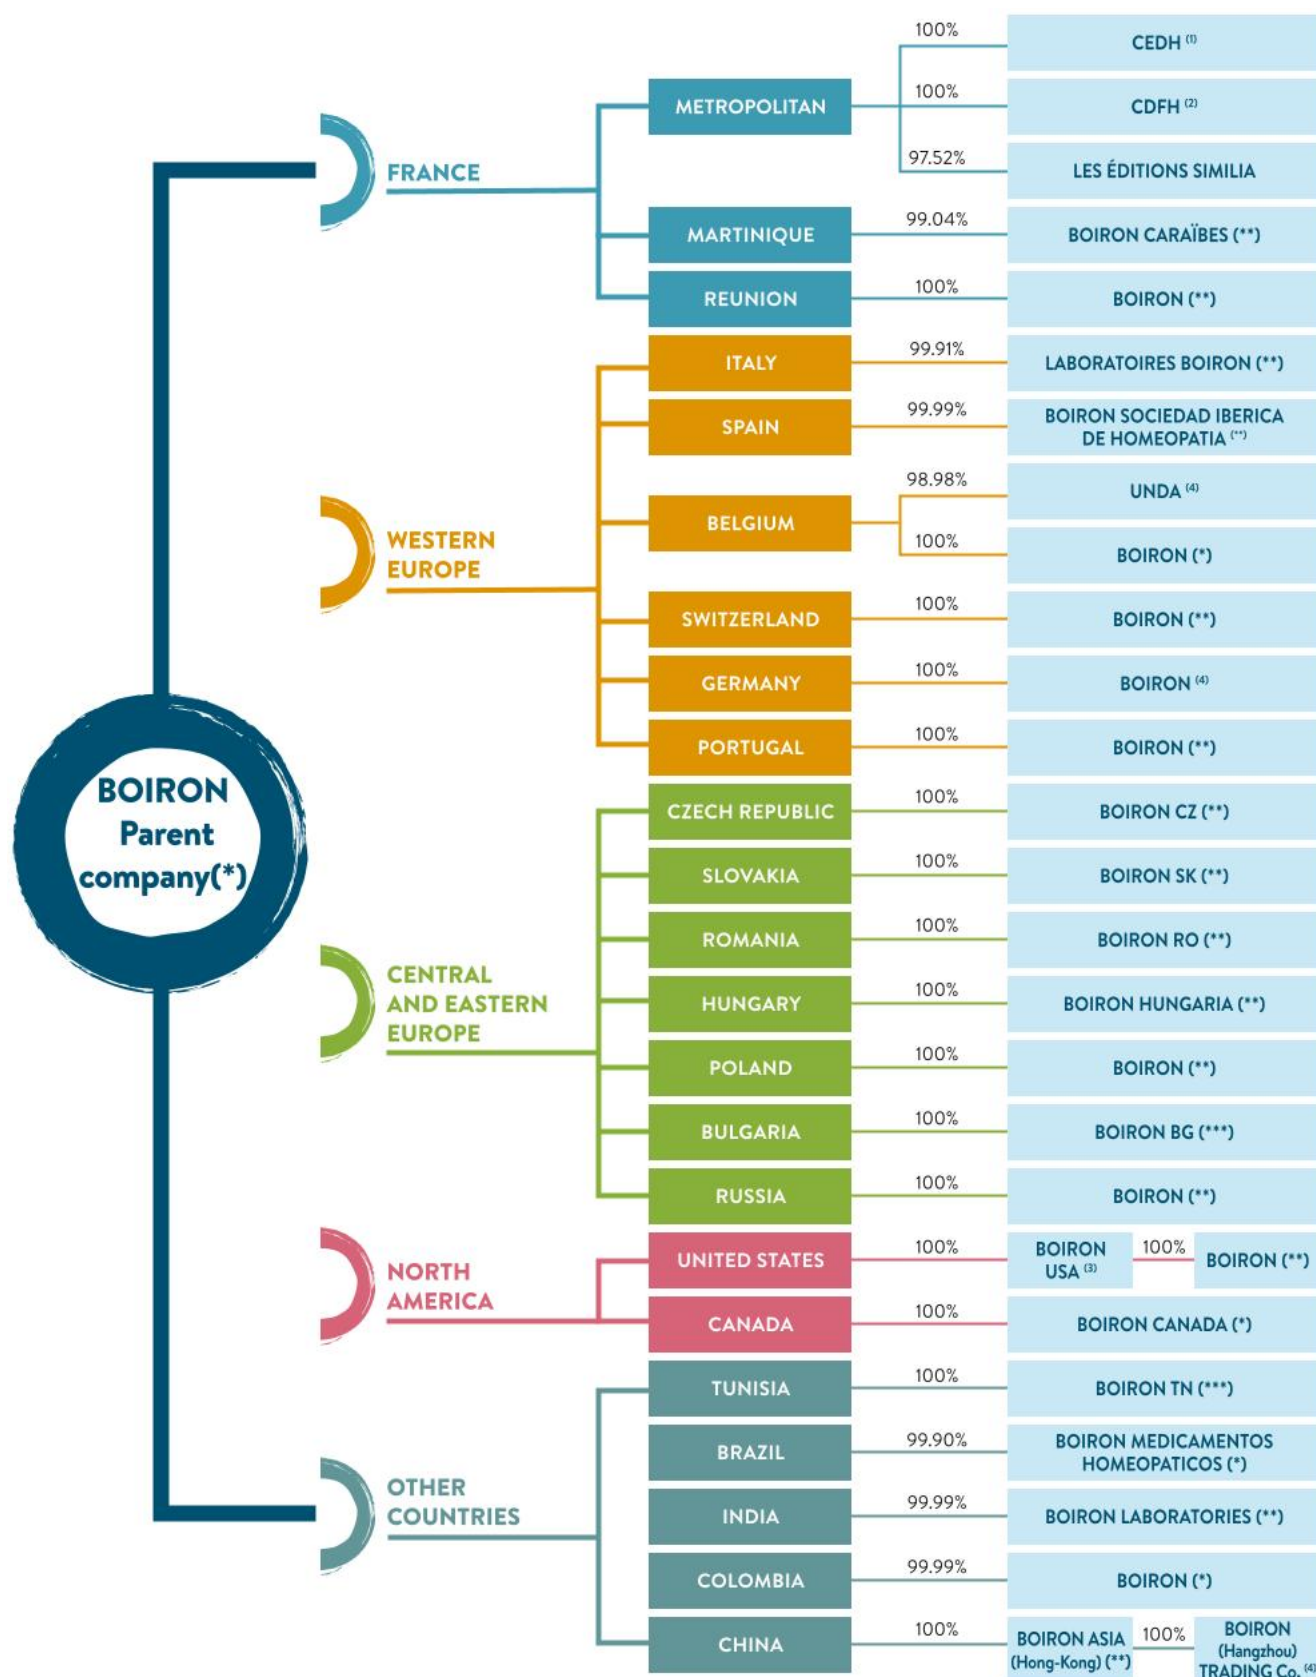 BOIRON
Parent
company(*)
FRANCE
METROPOLITAN
100%
CEDH (1)
100%
CDFH (2)
97.52%
LES ÉDITIONS SIMILIA
MARTINIQUE
99.04%
BOIRON CARAÏBES (**)
REUNION
100%
BOIRON (**)
WESTERN
EUROPE
ITALY
99.91%
LABORATOIRES BOIRON (**)
SPAIN
99.99%
BOIRON SOCIEDAD IBERICA
DE HOMEOPATIA (**)
BELGIUM
98.98%
UNDA (4)
100%
BOIRON (*)
SWITZERLAND
100%
BOIRON (**)
GERMANY
100%
BOIRON (4)
PORTUGAL
100%
BOIRON (**)
CENTRAL
AND EASTERN
EUROPE
CZECH REPUBLIC
100%
BOIRON CZ (**)
SLOVAKIA
100%
BOIRON SK (**)
ROMANIA
100%
BOIRON RO (**)
HUNGARY
100%
BOIRON HUNGARIA (**)
POLAND
100%
BOIRON (**)
BULGARIA
100%
BOIRON BG (***)
RUSSIA
100%
BOIRON (**)
NORTH
AMERICA
UNITED STATES
100%
BOIRON
USA (3)
100%
BOIRON (**)
CANADA
100%
BOIRON CANADA (*)
OTHER
COUNTRIES
TUNISIA
100%
BOIRON TN (***)
BRAZIL
99.90%
BOIRON MEDICAMENTOS
HOMEOPATICOS (*)
INDIA
99.99%
BOIRON LABORATORIES (**)
COLOMBIA
99.99%
BOIRON (*)
CHINA
100%
BOIRON ASIA
(Hong-Kong) (**)
100%
BOIRON
(Hangzhou)
TRADING Co. (4)